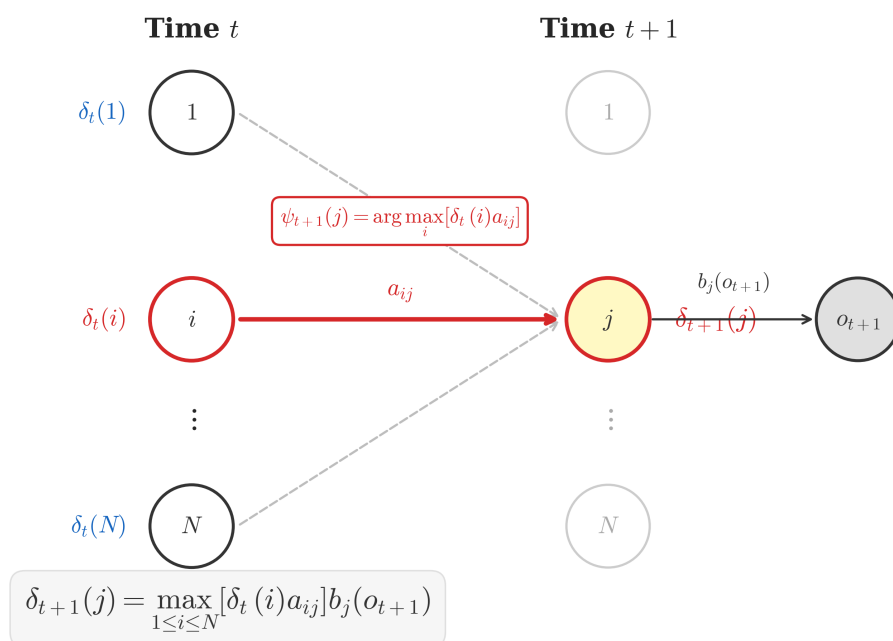 Time t
Time t + 1
δ_t(1)
1
1
ψ_{t+1}(j) = arg max_i [δ_t(i)a_{ij}]
δ_t(i)
i
a_{ij}
j
b_j(o_{t+1})
δ_{t+1}(j)
o_{t+1}
⋮
⋮
δ_t(N)
N
N
δ_{t+1}(j) = max_{1≤i≤N} [δ_t(i)a_{ij}]b_j(o_{t+1})